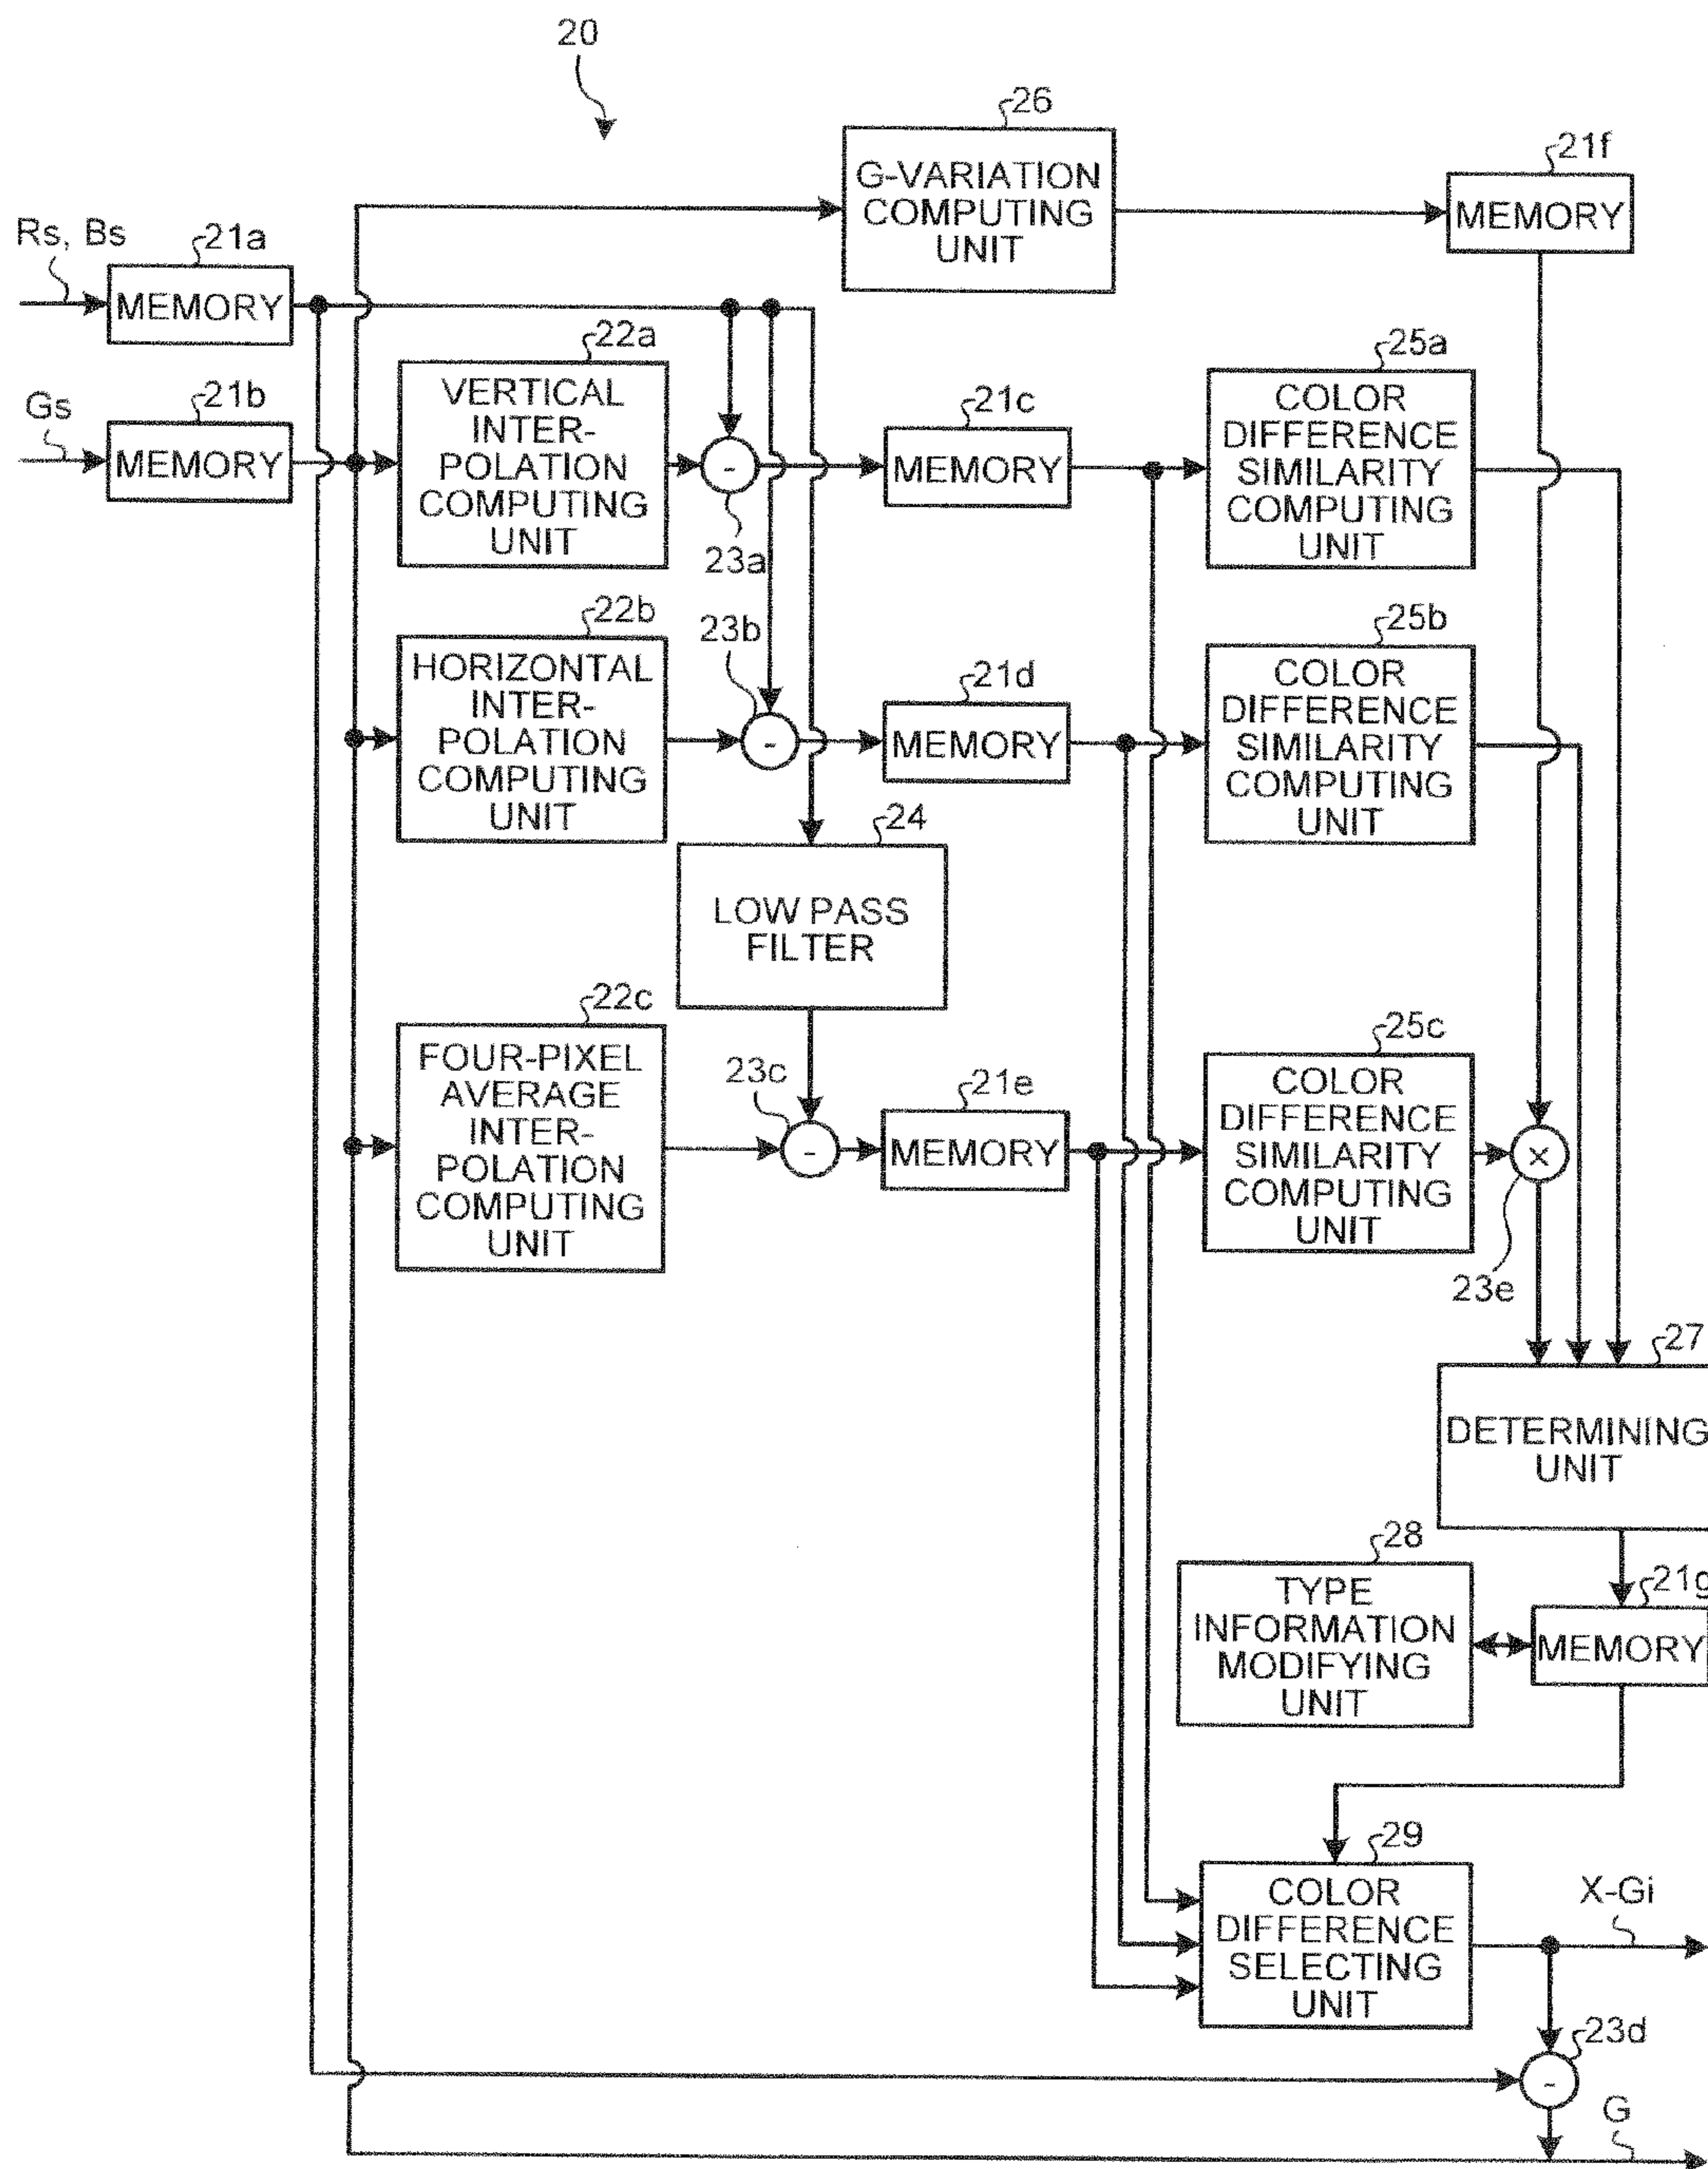 20
26
G-VARIATION
COMPUTING
UNIT
21f
MEMORY
Rs, Bs
21a
MEMORY
22a
VERTICAL
INTER-
POLATION
COMPUTING
UNIT
25a
COLOR
DIFFERENCE
SIMILARITY
COMPUTING
UNIT
Gs
21b
MEMORY
-
23a
21c
MEMORY
22b
HORIZONTAL
INTER-
POLATION
COMPUTING
UNIT
23b
-
21d
MEMORY
25b
COLOR
DIFFERENCE
SIMILARITY
COMPUTING
UNIT
24
LOW PASS
FILTER
22c
FOUR-PIXEL
AVERAGE
INTER-
POLATION
COMPUTING
UNIT
23c
-
21e
MEMORY
25c
COLOR
DIFFERENCE
SIMILARITY
COMPUTING
UNIT
×
23e
27
DETERMINING
UNIT
28
TYPE
INFORMATION
MODIFYING
UNIT
21g
MEMORY
29
COLOR
DIFFERENCE
SELECTING
UNIT
X-Gi
23d
-
G